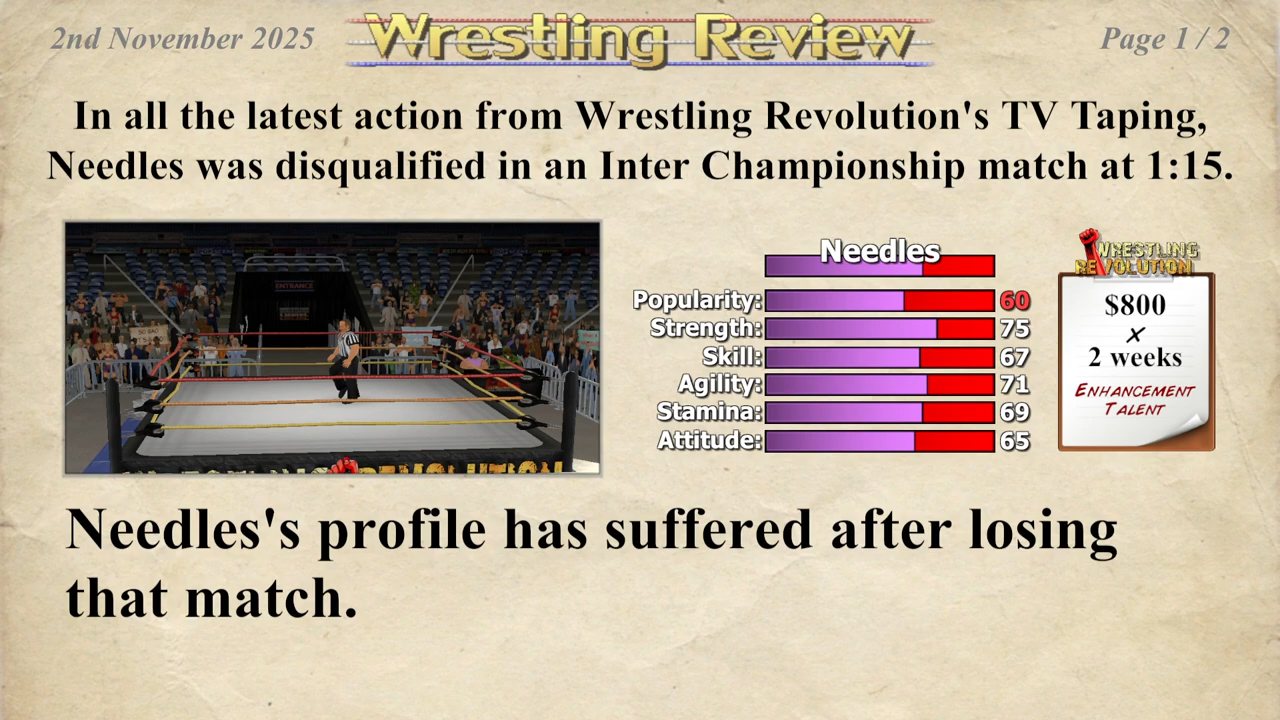 2nd November 2025
Wrestling Review
Page 1 / 2
In all the latest action from Wrestling Revolution's TV Taping,
Needles was disqualified in an Inter Championship match at 1:15.
ENTRANCE
WRESTLING REVOLUTION
Needles
Popularity: 60
Strength: 75
Skill: 67
Agility: 71
Stamina: 69
Attitude: 65
WRESTLING
REVOLUTION
$800
x
2 weeks
ENHANCEMENT
TALENT
Needles's profile has suffered after losing
that match.